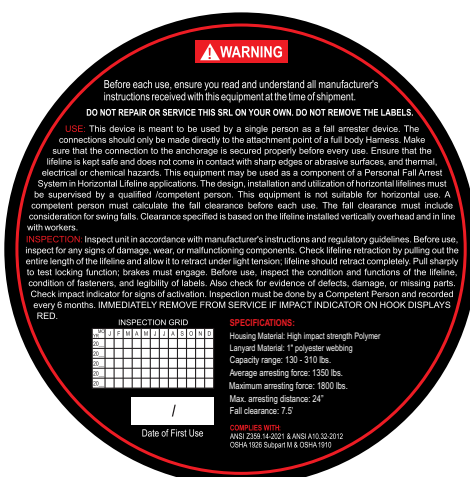 WARNING
Before each use, ensure you read and understand all manufacturer's
instructions received with this equipment at the time of shipment.
DO NOT REPAIR OR SERVICE THIS SRL ON YOUR OWN. DO NOT REMOVE THE LABELS.
USE: This device is meant to be used by a single person as a fall arrester device. The
connections should only be made directly to the attachment point of a full body Harness. Make
sure that the connection to the anchorage is secured properly before every use. Ensure that the
lifeline is kept safe and does not come in contact with sharp edges or abrasive surfaces, and thermal,
electrical or chemical hazards. This equipment may be used as a component of a Personal Fall Arrest
System in Horizontal Lifeline applications. The design, installation and utilization of horizontal lifelines must
be supervised by a qualified /competent person. This equipment is not suitable for horizontal use. A
competent person must calculate the fall clearance before each use. The fall clearance must include
consideration for swing falls. Clearance specified is based on the lifeline installed vertically overhead and in line
with workers.
INSPECTION: Inspect unit in accordance with manufacturer's instructions and regulatory guidelines. Before use,
inspect for any signs of damage, wear, or malfunctioning components. Check lifeline retraction by pulling out the
entire length of the lifeline and allow it to retract under light tension; lifeline should retract completely. Pull sharply
to test locking function; brakes must engage. Before use, inspect the condition and functions of the lifeline,
condition of fasteners, and legibility of labels. Also check for evidence of defects, damage, or missing parts.
Check impact indicator for signs of activation. Inspection must be done by a Competent Person and recorded
every 6 months. IMMEDIATELY REMOVE FROM SERVICE IF IMPACT INDICATOR ON HOOK DISPLAYS
RED.
INSPECTION GRID
J F M A M J J A S O N D
20
20
20
20
/
Date of First Use
SPECIFICATIONS:
Housing Material: High impact strength Polymer
Lanyard Material: 1" polyester webbing
Capacity range: 130 - 310 lbs.
Average arresting force: 1350 lbs.
Maximum arresting force: 1800 lbs.
Max. arresting distance: 24"
Fall clearance: 7.5'
COMPLIES WITH:
ANSI Z359.14-2021 & ANSI A10.32-2012
OSHA 1926 Subpart M & OSHA 1910